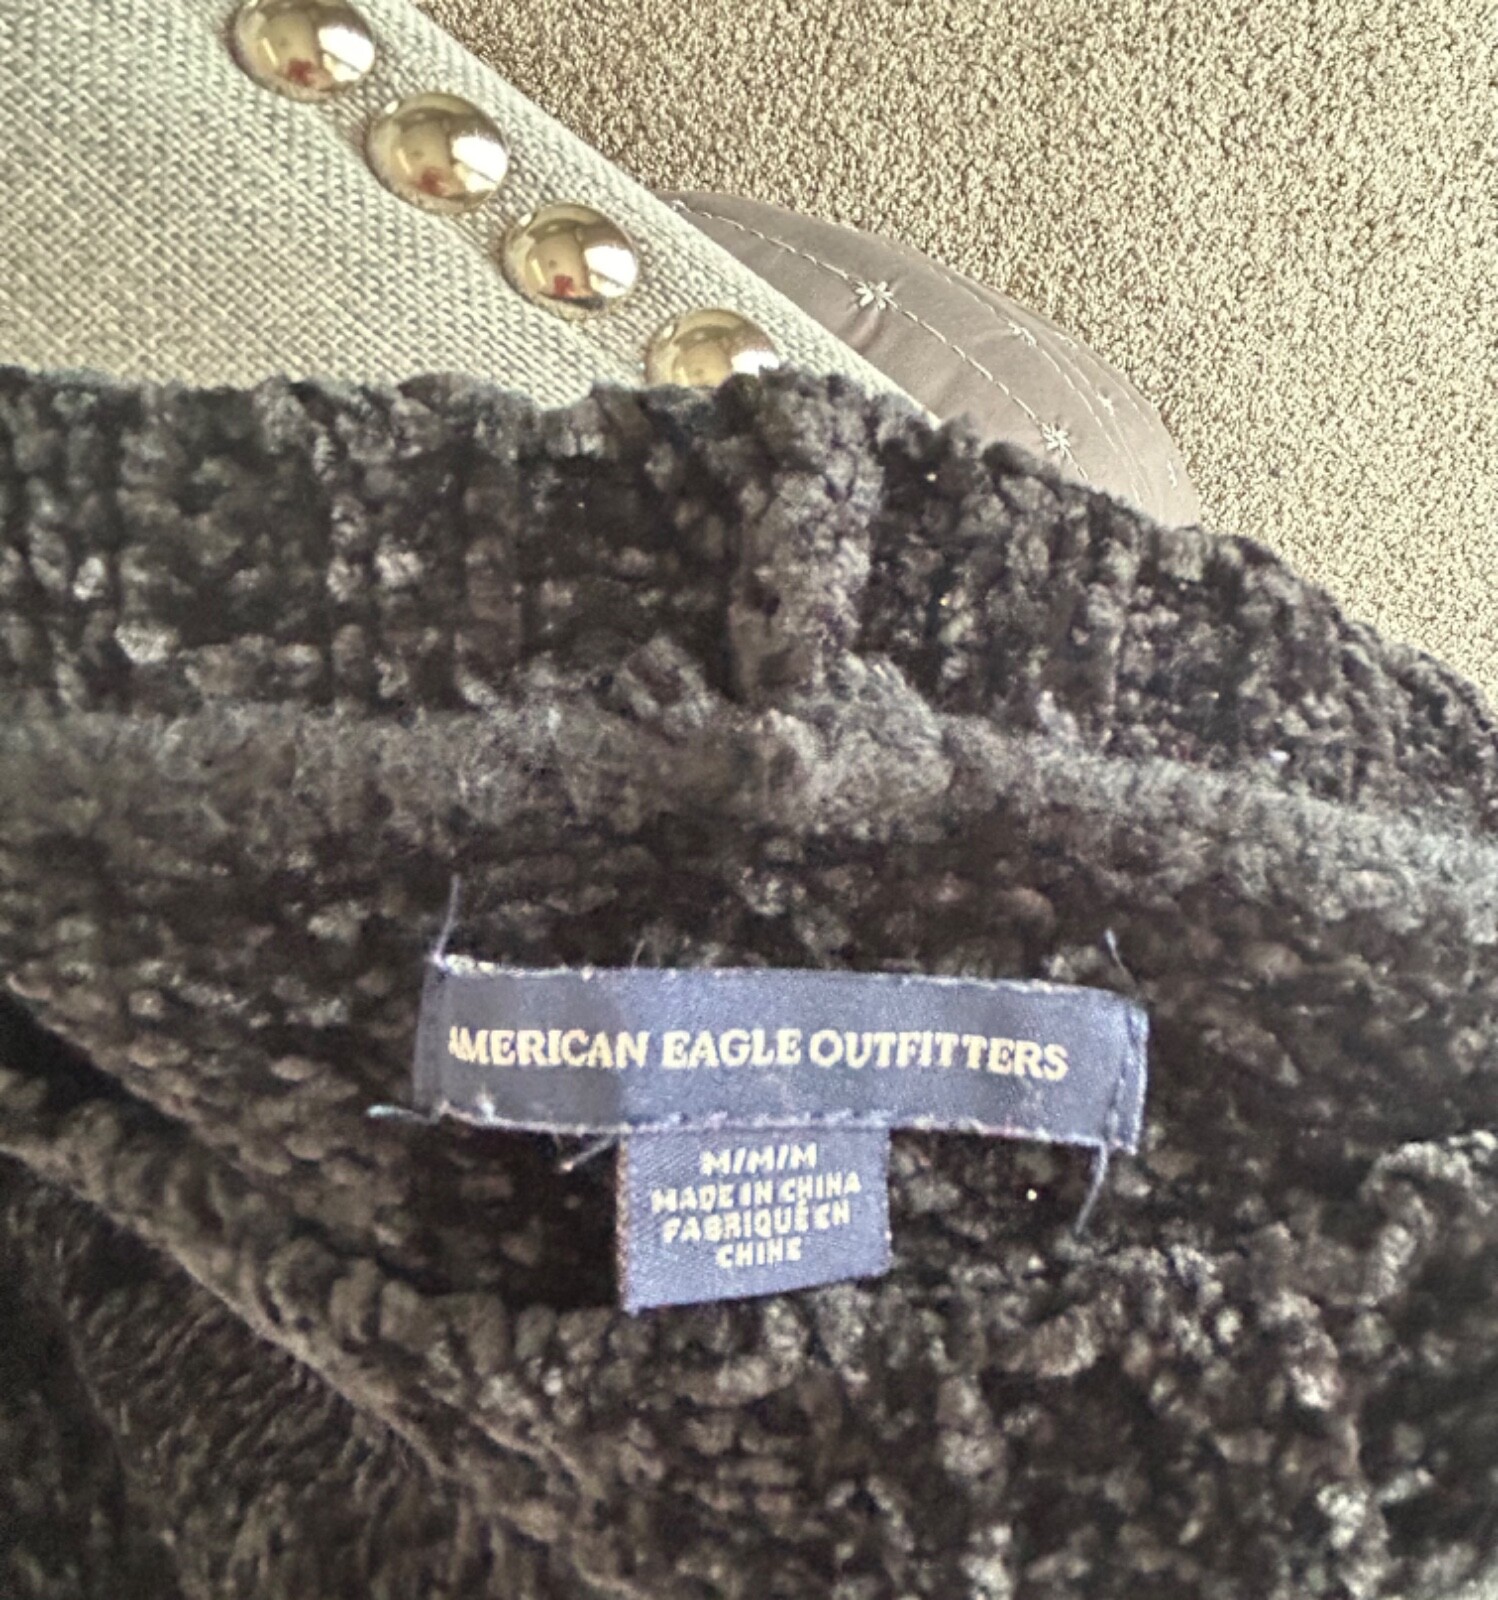 AMERICAN EAGLE OUTFITTERS
M/M/M
MADE IN CHINA
FABRIQUÉ EN
CHINE